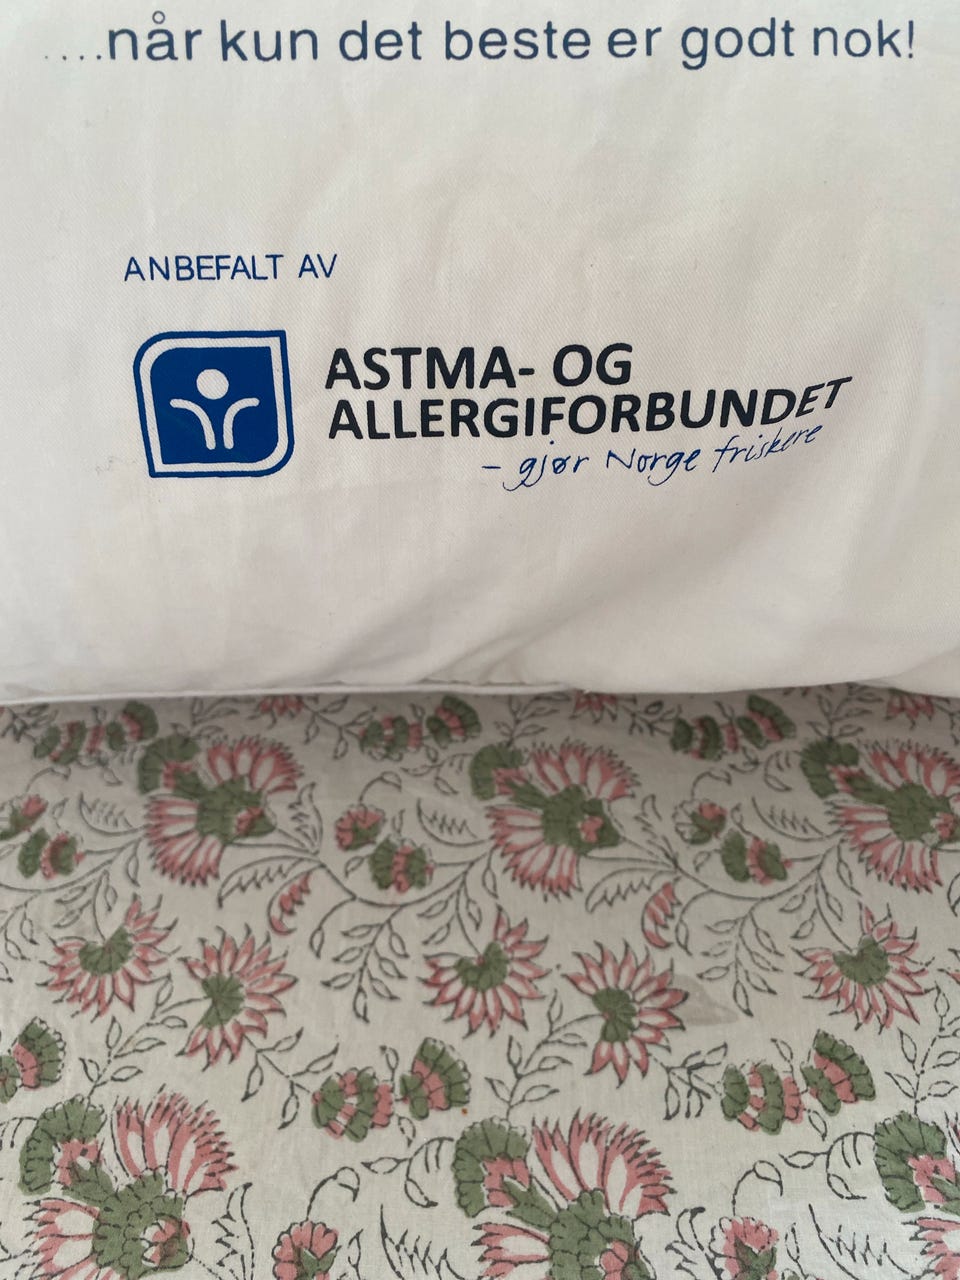 ....når kun det beste er godt nok!
ANBEFALT AV
ASTMA- OG
ALLERGIFORBUNDET
- gjør Norge friskere